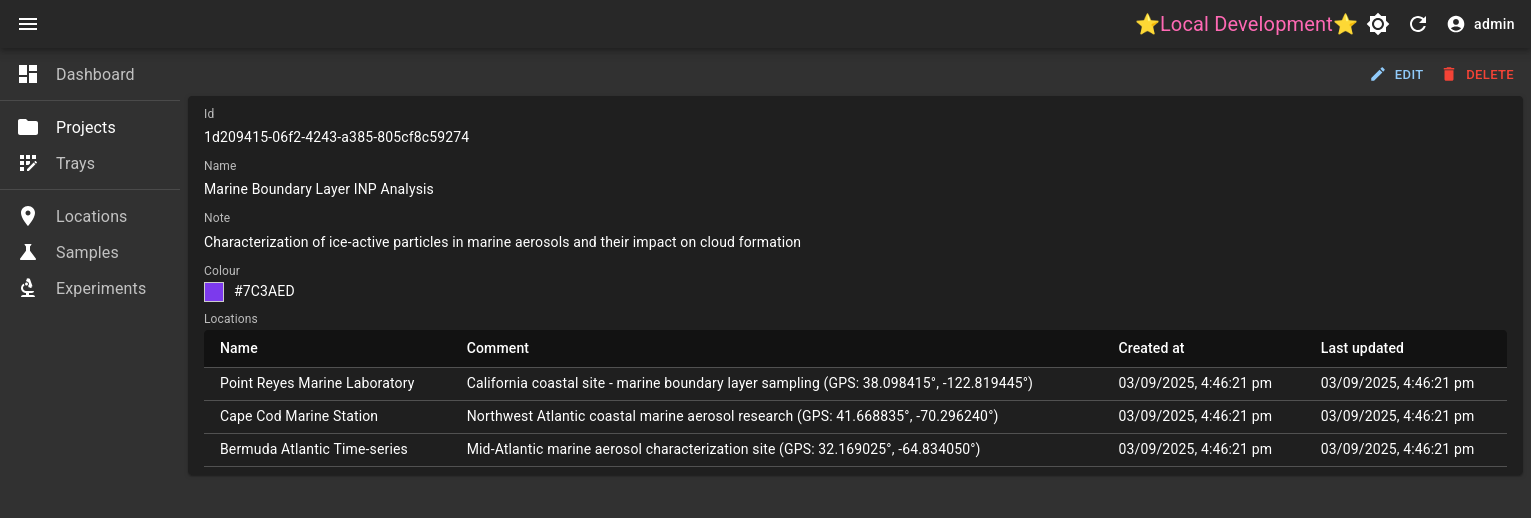 ⭐Local Development⭐ admin
Dashboard EDIT DELETE
Projects
Trays
Locations
Samples
Experiments
Id
1d209415-06f2-4243-a385-805cf8c59274
Name
Marine Boundary Layer INP Analysis
Note
Characterization of ice-active particles in marine aerosols and their impact on cloud formation
Colour
#7C3AED
Locations
Name Comment Created at Last updated
Point Reyes Marine Laboratory California coastal site - marine boundary layer sampling (GPS: 38.098415°, -122.819445°) 03/09/2025, 4:46:21 pm 03/09/2025, 4:46:21 pm
Cape Cod Marine Station Northwest Atlantic coastal marine aerosol research (GPS: 41.668835°, -70.296240°) 03/09/2025, 4:46:21 pm 03/09/2025, 4:46:21 pm
Bermuda Atlantic Time-series Mid-Atlantic marine aerosol characterization site (GPS: 32.169025°, -64.834050°) 03/09/2025, 4:46:21 pm 03/09/2025, 4:46:21 pm